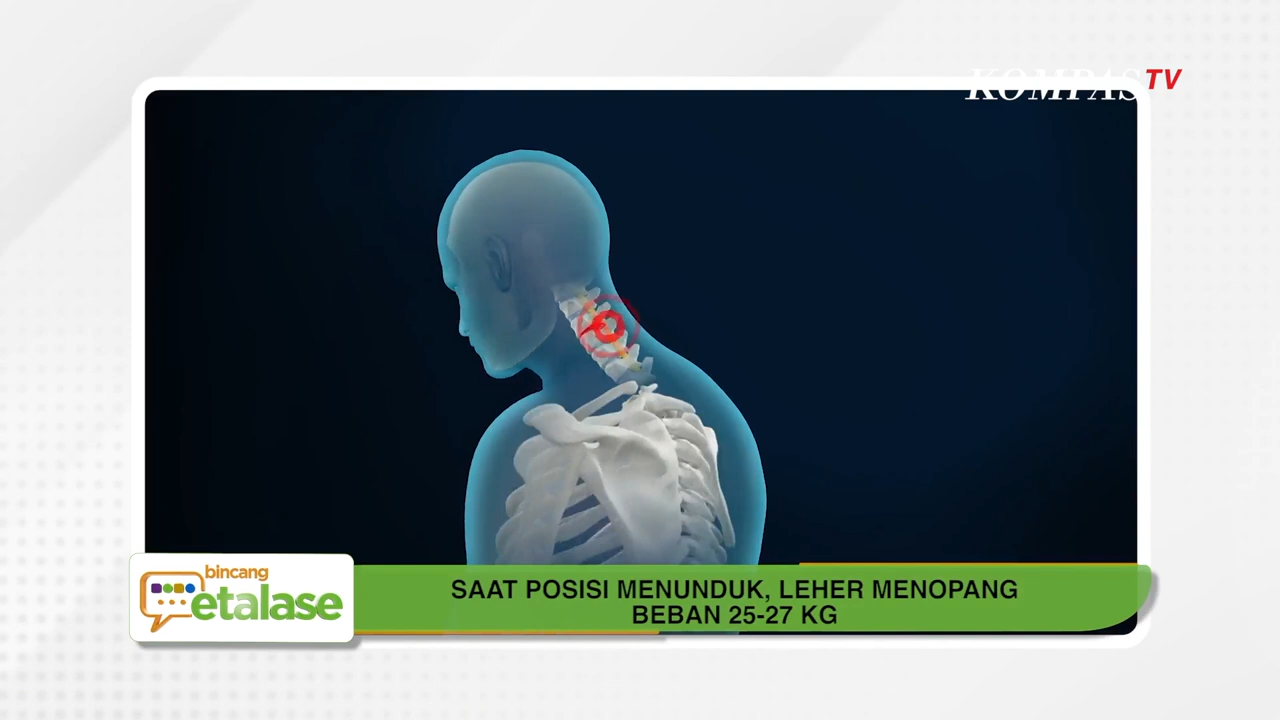 KOMPAS TV
bincang
etalase
SAAT POSISI MENUNDUK, LEHER MENOPANG
BEBAN 25-27 KG